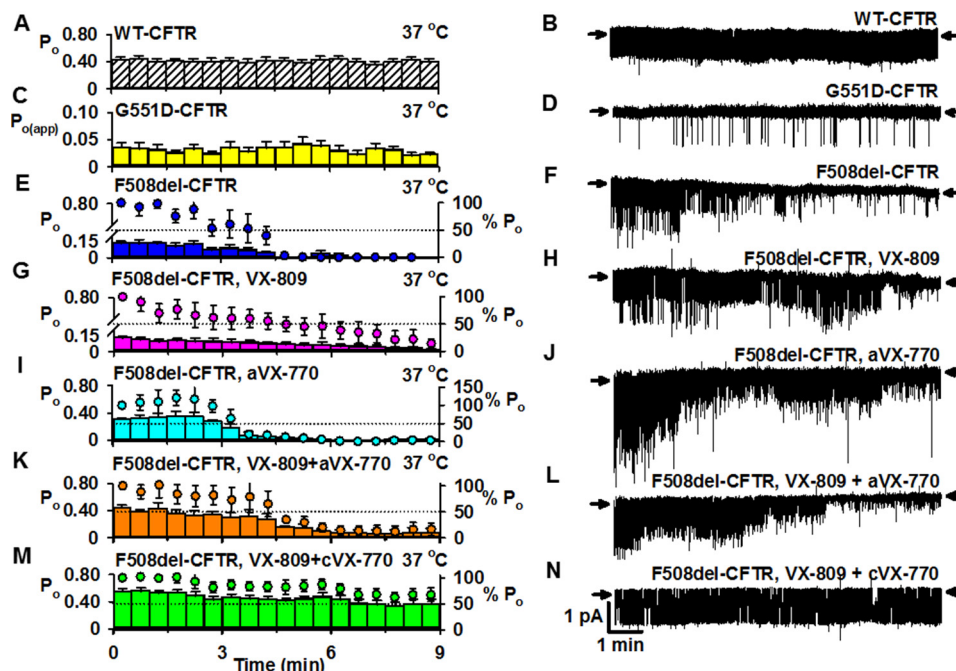 A
WT-CFTR 37 °C
Po
0.80
0.40
0
C
G551D-CFTR 37 °C
Po(app)
0.10
0.05
0
E
F508del-CFTR 37 °C
Po
0.80
0.15
0
100
50
0
% Po
G
F508del-CFTR, VX-809 37 °C
Po
0.80
0.15
0
100
50
0
% Po
I
F508del-CFTR, aVX-770 37 °C
Po
0.80
0.40
0
150
100
50
0
% Po
K
F508del-CFTR, VX-809+aVX-770 37 °C
Po
0.80
0.40
0
100
50
0
% Po
M
F508del-CFTR, VX-809+cVX-770 37 °C
Po
0.80
0.40
0
100
50
0
% Po
0 3 6 9
Time (min)
B
WT-CFTR
D
G551D-CFTR
F
F508del-CFTR
H
F508del-CFTR, VX-809
J
F508del-CFTR, aVX-770
L
F508del-CFTR, VX-809 + aVX-770
N
F508del-CFTR, VX-809 + cVX-770
1 pA
1 min